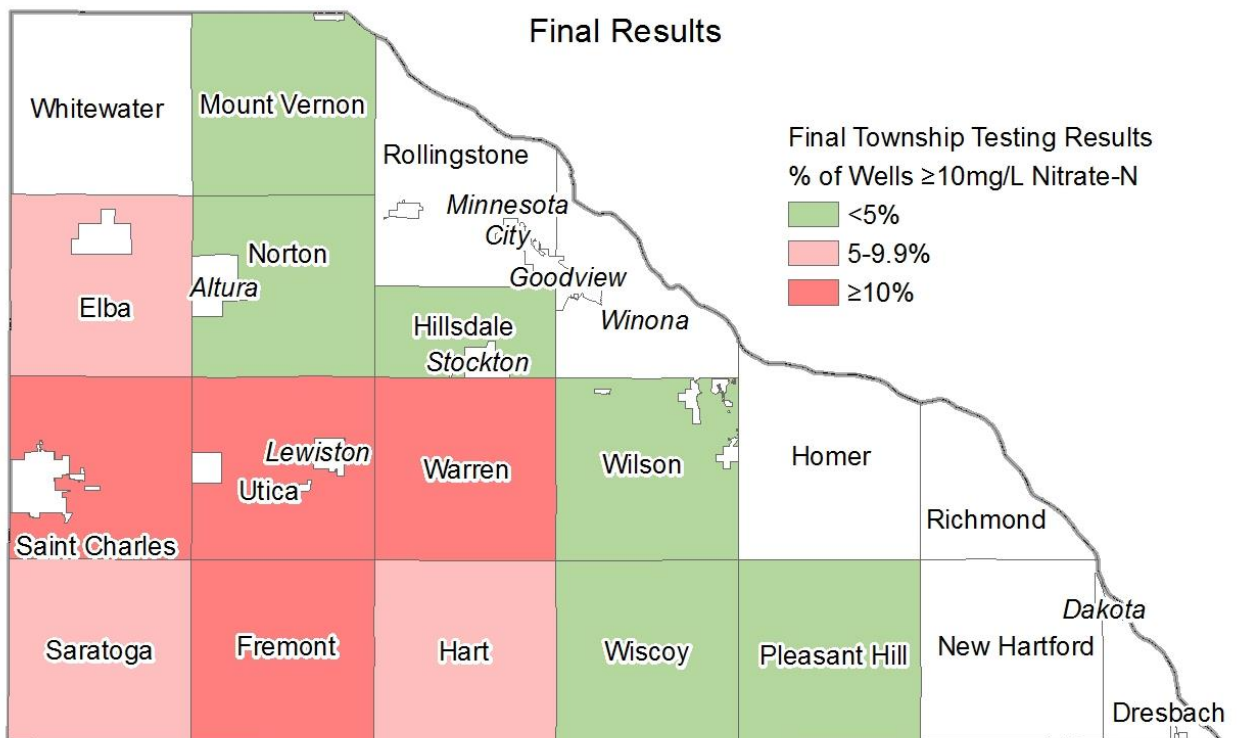 Final Results
Whitewater
Mount Vernon
Rollingstone
Final Township Testing Results
% of Wells ≥10mg/L Nitrate-N
<5%
5-9.9%
≥10%
Minnesota
City
Norton
Altura
Goodview
Elba
Hillsdale
Winona
Stockton
Lewiston
Utica
Warren
Wilson
Homer
Saint Charles
Richmond
Dakota
Saratoga
Fremont
Hart
Wiscoy
Pleasant Hill
New Hartford
Dresbach